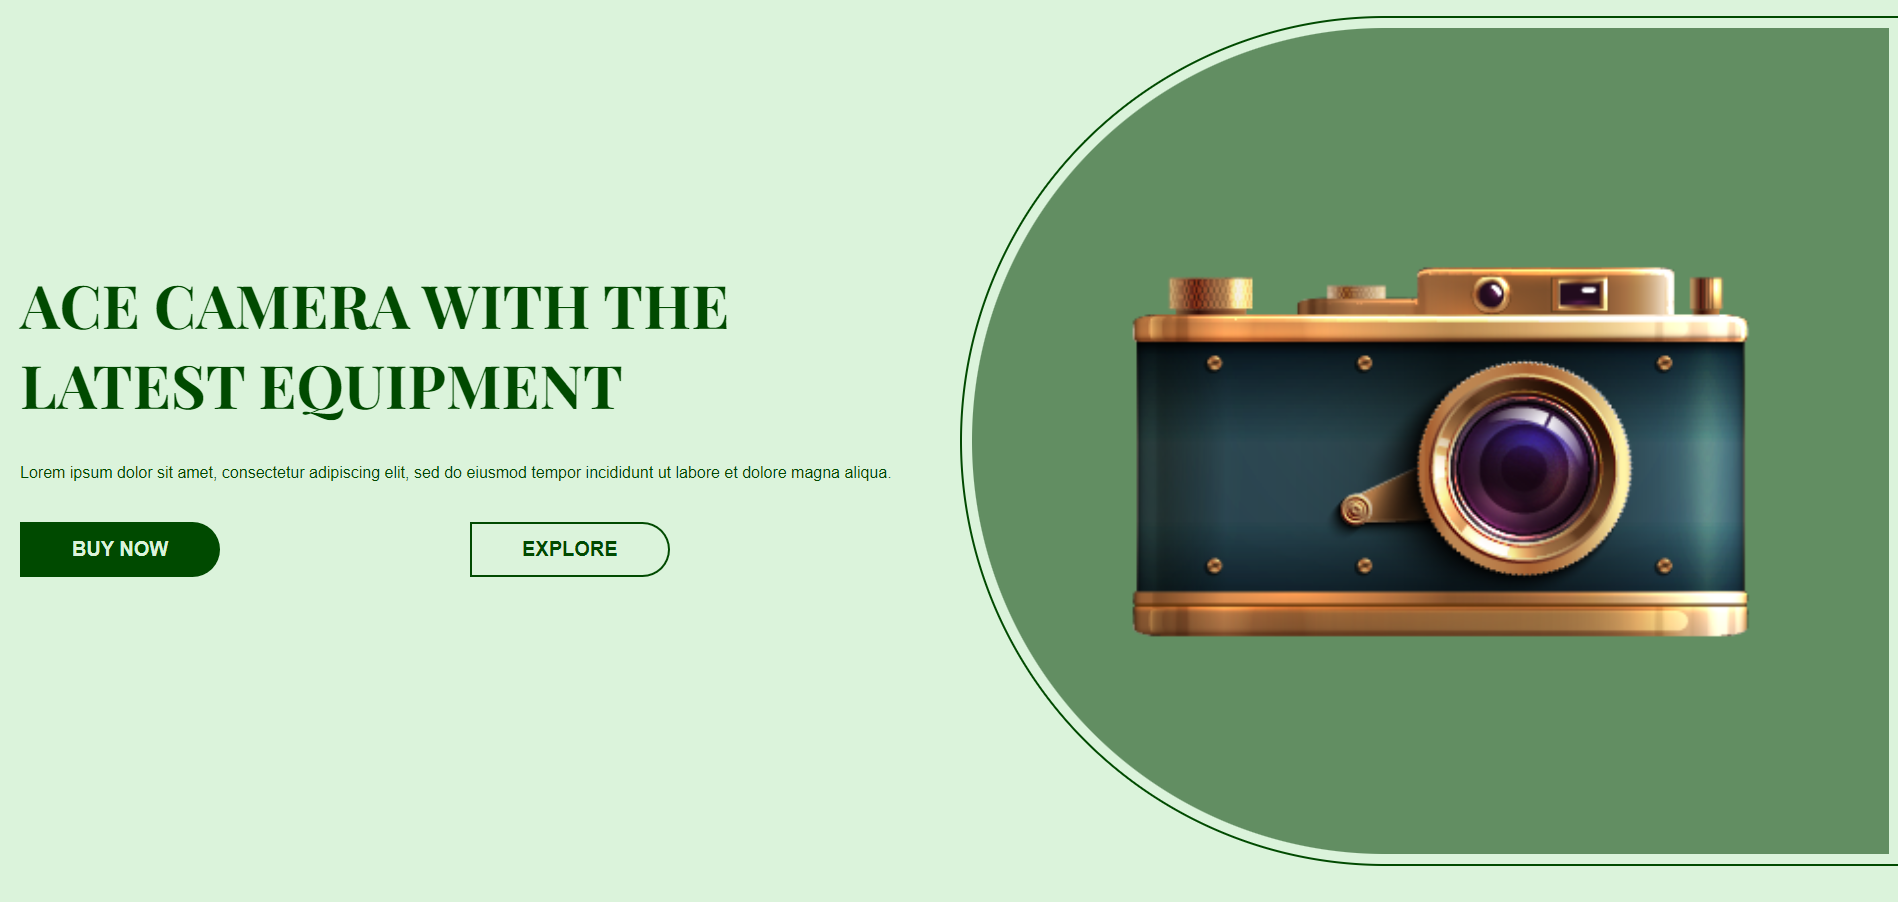 ACE CAMERA WITH THE
LATEST EQUIPMENT
Lorem ipsum dolor sit amet, consectetur adipiscing elit, sed do eiusmod tempor incididunt ut labore et dolore magna aliqua.
BUY NOW
EXPLORE